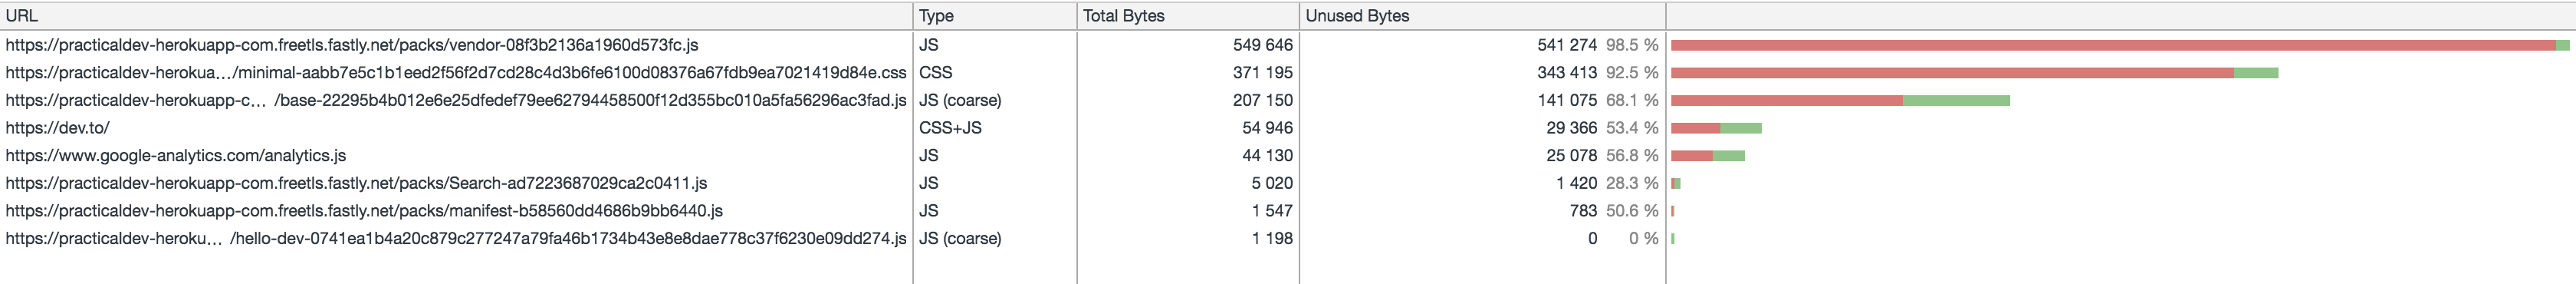 URL Type Total Bytes Unused Bytes
https://practicaldev-herokuapp-com.freetls.fastly.net/packs/vendor-08f3b2136a1960d573fc.js JS 549 646 541 274 98.5 %
https://practicaldev-herokua…/minimal-aabb7e5c1b1eed2f56f2d7cd28c4d3b6fe6100d08376a67fdb9ea7021419d84e.css CSS 371 195 343 413 92.5 %
https://practicaldev-herokuapp-c… /base-22295b4b012e6e25dfedef79ee62794458500f12d355bc010a5fa56296ac3fad.js JS (coarse) 207 150 141 075 68.1 %
https://dev.to/ CSS+JS 54 946 29 366 53.4 %
https://www.google-analytics.com/analytics.js JS 44 130 25 078 56.8 %
https://practicaldev-herokuapp-com.freetls.fastly.net/packs/Search-ad7223687029ca2c0411.js JS 5 020 1 420 28.3 %
https://practicaldev-herokuapp-com.freetls.fastly.net/packs/manifest-b58560dd4686b9bb6440.js JS 1 547 783 50.6 %
https://practicaldev-heroku… /hello-dev-0741ea1b4a20c879c277247a79fa46b1734b43e8e8dae778c37f6230e09dd274.js JS (coarse) 1 198 0 0 %